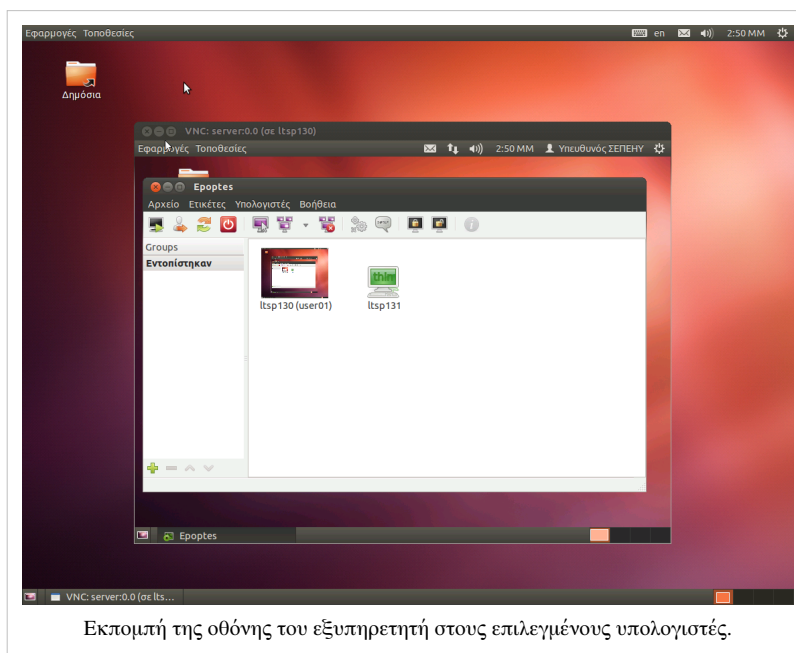 Εφαρμογές Τοποθεσίες en 2:50 ΜΜ
Δημόσια
VNC: server:0.0 (σε ltsp130)
Εφαρμογές Τοποθεσίες 2:50 ΜΜ Υπευθυνός ΣΕΠΕΗΥ
Epoptes
Αρχείο Ετικέτες Υπολογιστές Βοήθεια
Groups
Εντοπίστηκαν
thin
ltsp130 (user01) ltsp131
Epoptes
VNC: server:0.0 (σε lts...
Εκπομπή της οθόνης του εξυπηρετητή στους επιλεγμένους υπολογιστές.